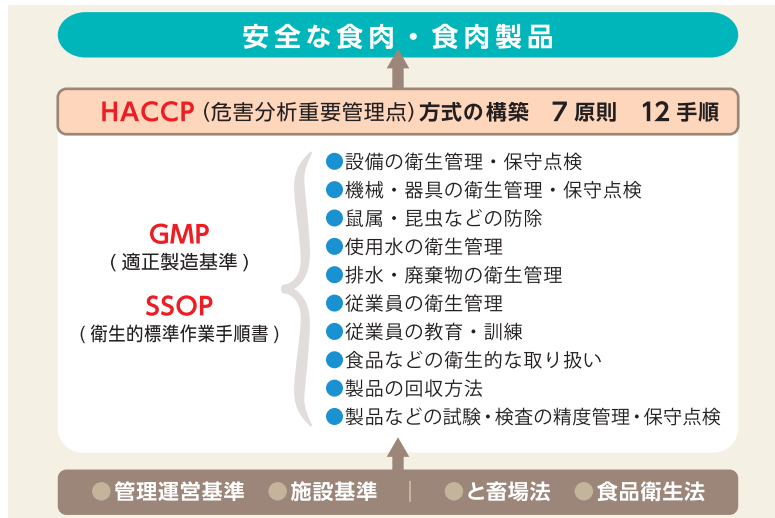 安全な食肉・食肉製品
HACCP（危害分析重要管理点）方式の構築　7原則　12手順
GMP
(適正製造基準)
SSOP
(衛生的標準作業手順書)
●設備の衛生管理・保守点検
●機械・器具の衛生管理・保守点検
●鼠属・昆虫などの防除
●使用水の衛生管理
●排水・廃棄物の衛生管理
●従業員の衛生管理
●従業員の教育・訓練
●食品などの衛生的な取り扱い
●製品の回収方法
●製品などの試験・検査の精度管理・保守点検
●管理運営基準　●施設基準　｜　●と畜場法　●食品衛生法